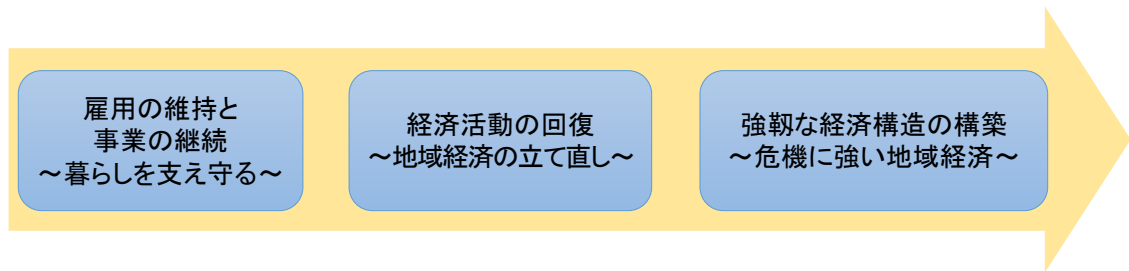 雇用の維持と
事業の継続
～暮らしを支え守る～
経済活動の回復
～地域経済の立て直し～
強靱な経済構造の構築
～危機に強い地域経済～